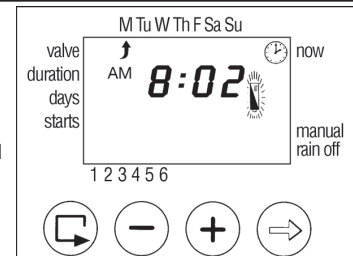 M Tu W Th F Sa Su
valve
now
duration
AM
8:02
days
starts
manual
rain off
1 2 3 4 5 6